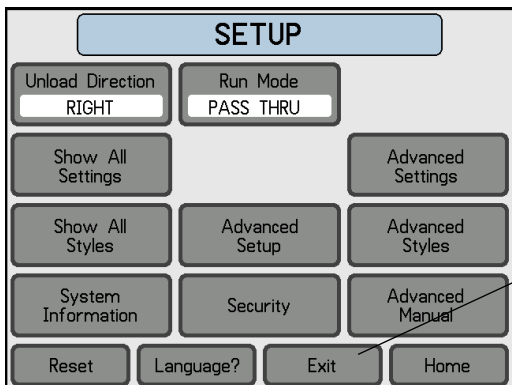 SETUP
Unload Direction
RIGHT
Run Mode
PASS THRU
Show All
Settings
Advanced
Settings
Show All
Styles
Advanced
Setup
Advanced
Styles
System
Information
Security
Advanced
Manual
Reset
Language?
Exit
Home